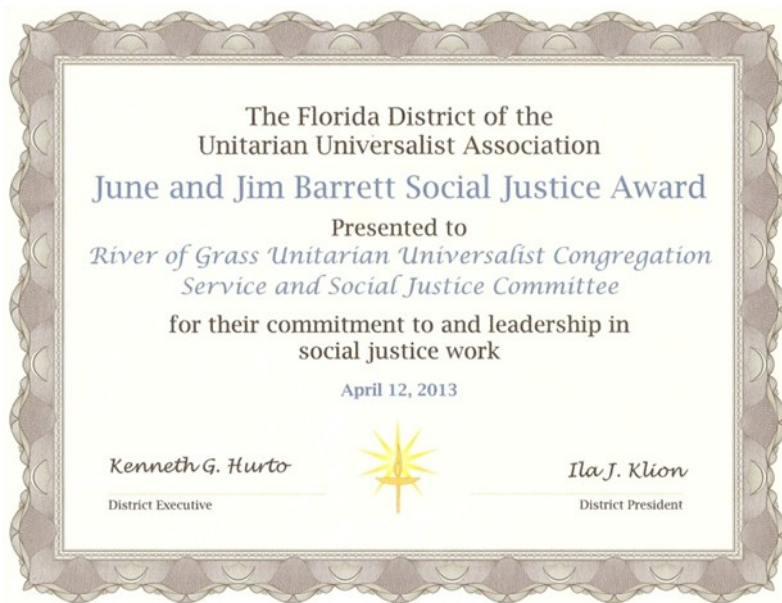 The Florida District of the
Unitarian Universalist Association
June and Jim Barrett Social Justice Award
Presented to
River of Grass Unitarian Universalist Congregation
Service and Social Justice Committee
for their commitment to and leadership in
social justice work
April 12, 2013
Kenneth G. Hurto
District Executive
Ila J. Klion
District President